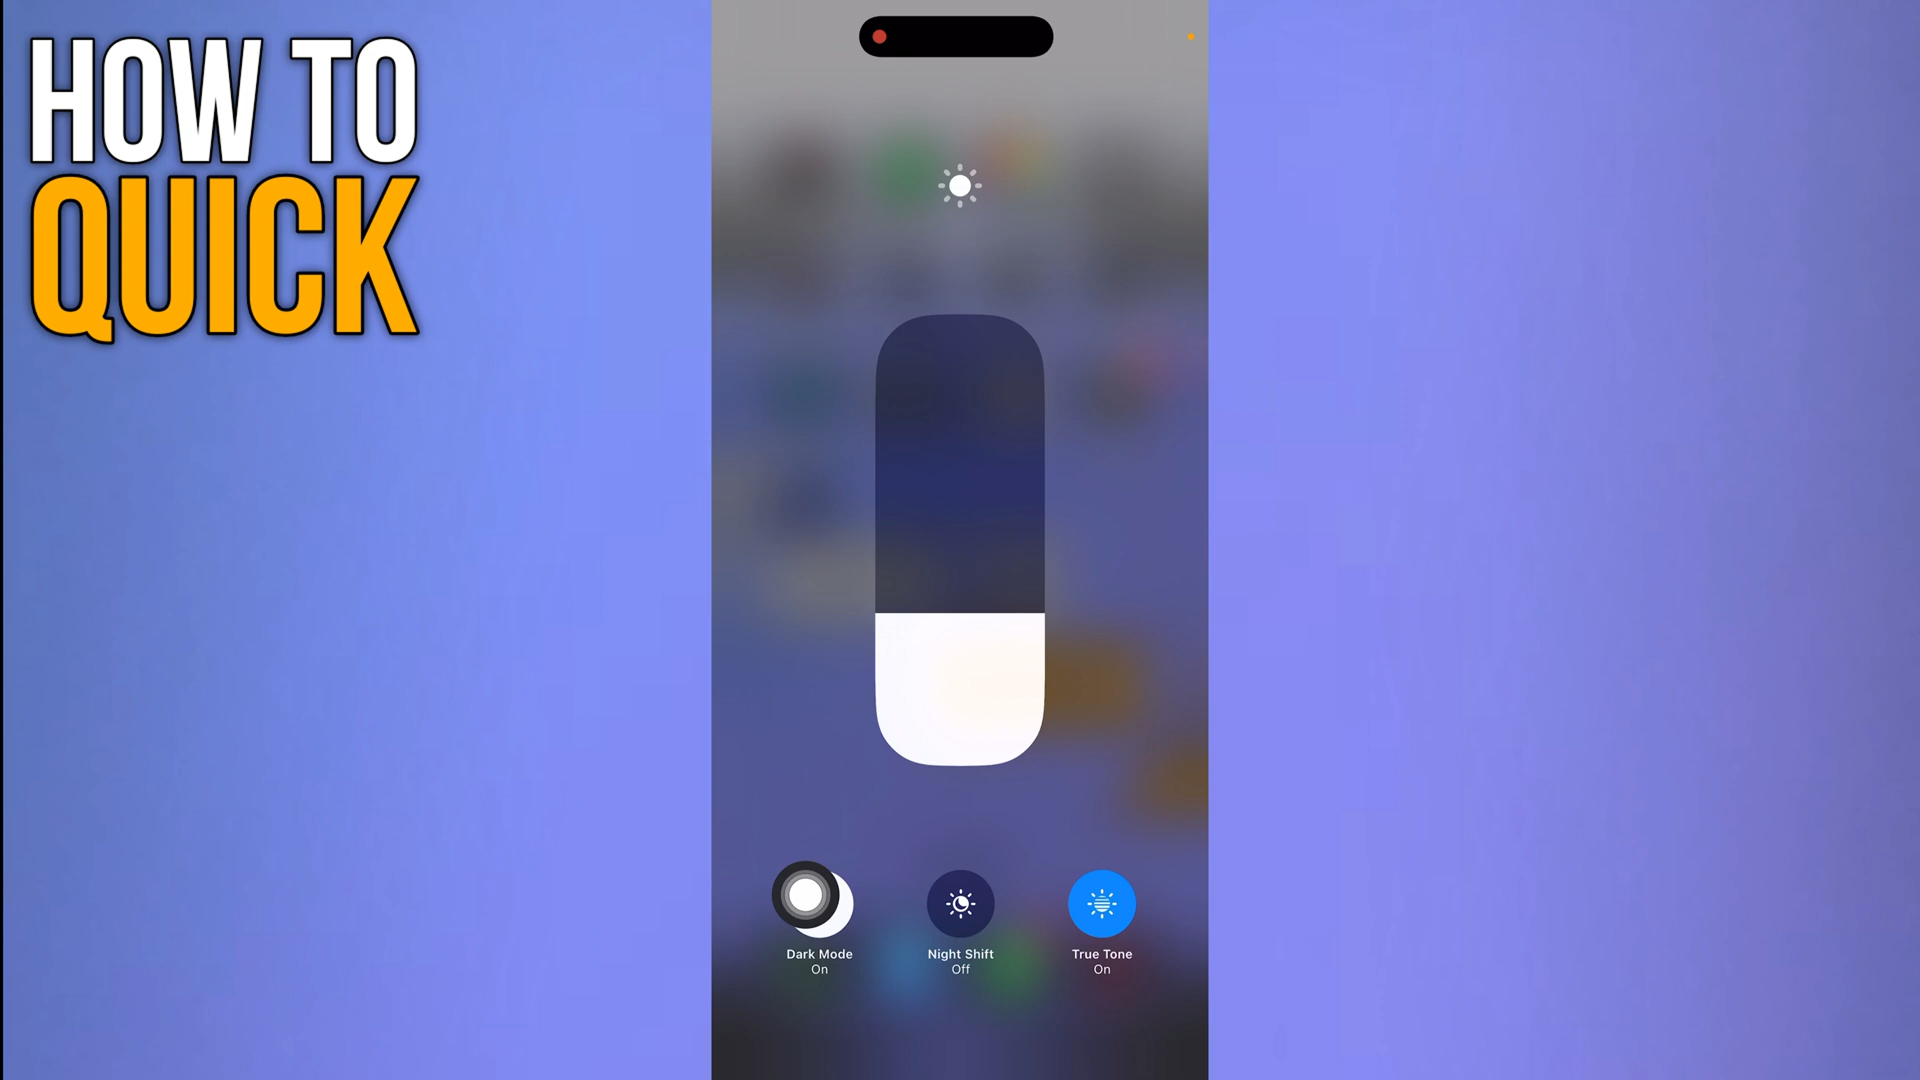 HOW TO
QUICK
Dark Mode
On
Night Shift
Off
True Tone
On